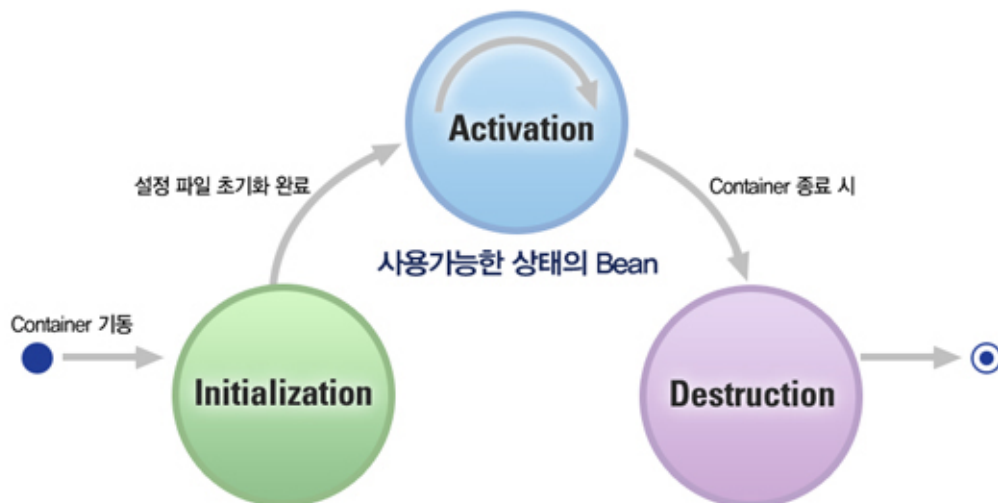 Activation
설정 파일 초기화 완료
Container 종료 시
사용가능한 상태의 Bean
Container 기동
Initialization
Destruction